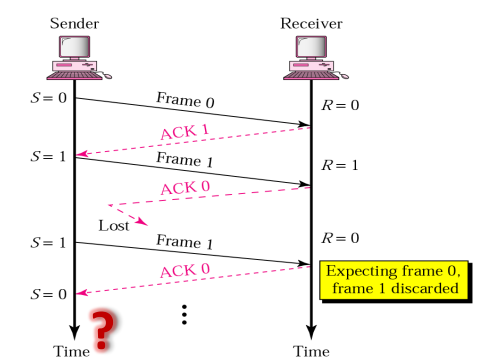 Sender Receiver
S = 0 Frame 0 R = 0
ACK 1
S = 1 Frame 1 R = 1
ACK 0
Lost
S = 1 Frame 1 R = 0
ACK 0
Expecting frame 0,
frame 1 discarded
S = 0
?
Time Time